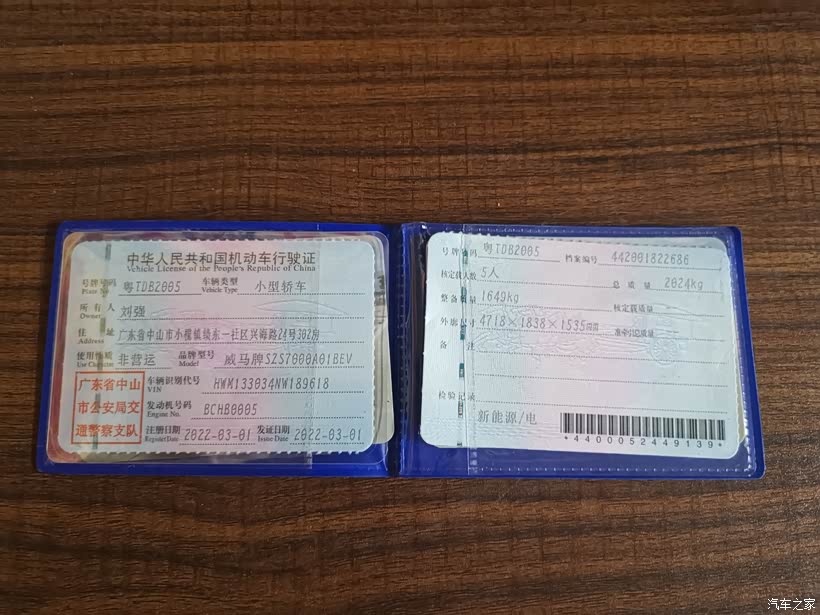 中华人民共和国机动车行驶证
Vehicle License of the People's Republic of China
号牌号码 粤TDB2005 车辆类型 小型轿车
Plate No. Vehicle Type
所有人 刘强
Owner
住址 广东省中山市小榄镇绩东一社区兴海路24号302房
Address
使用性质 非营运 品牌型号 威马牌SZS7000A01BEV
Use Character Model
广东省中山
市公安局交
通警察支队
车辆识别代号 HWM133034NW189618
VIN
发动机号码 BCHB0005
Engine No.
注册日期 2022-03-01 发证日期 2022-03-01
Register Date Issue Date
号牌号码 粤TDB2005 档案编号 442001822686
核定载人数 5人 总质量 2024kg
整备质量 1649kg 核定载质量
外廓尺寸 4718×1838×1535 准牵引总质量
备注
检验记录
新能源/电
*4400052449139*
汽车之家